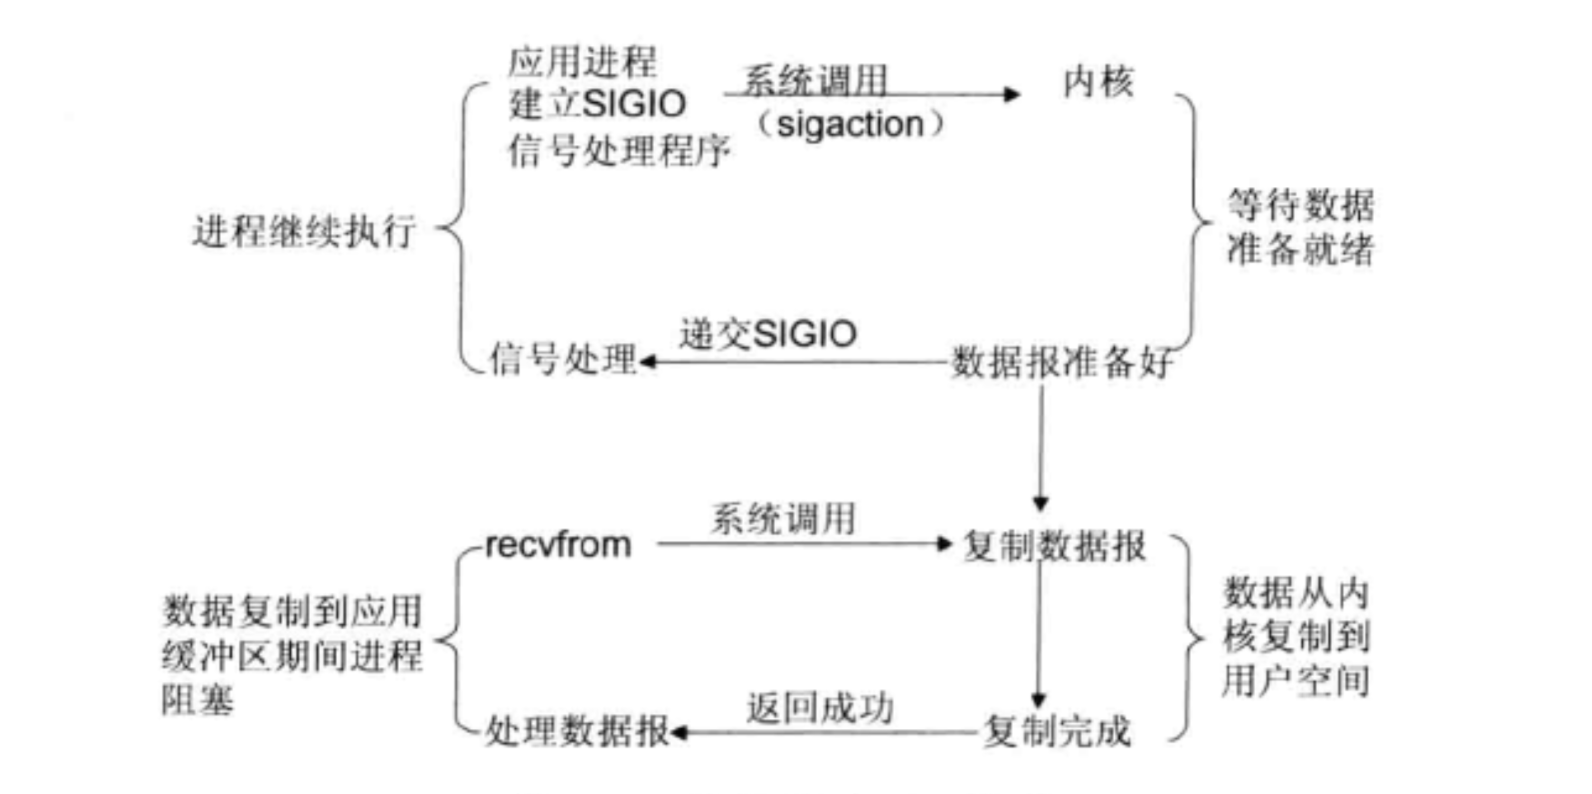 应用进程
建立SIGIO
信号处理程序
系统调用
（sigaction）
内核
进程继续执行
等待数据
准备就绪
递交SIGIO
信号处理
数据报准备好
recvfrom
系统调用
复制数据报
数据复制到应用
缓冲区期间进程
阻塞
数据从内
核复制到
用户空间
返回成功
处理数据报
复制完成